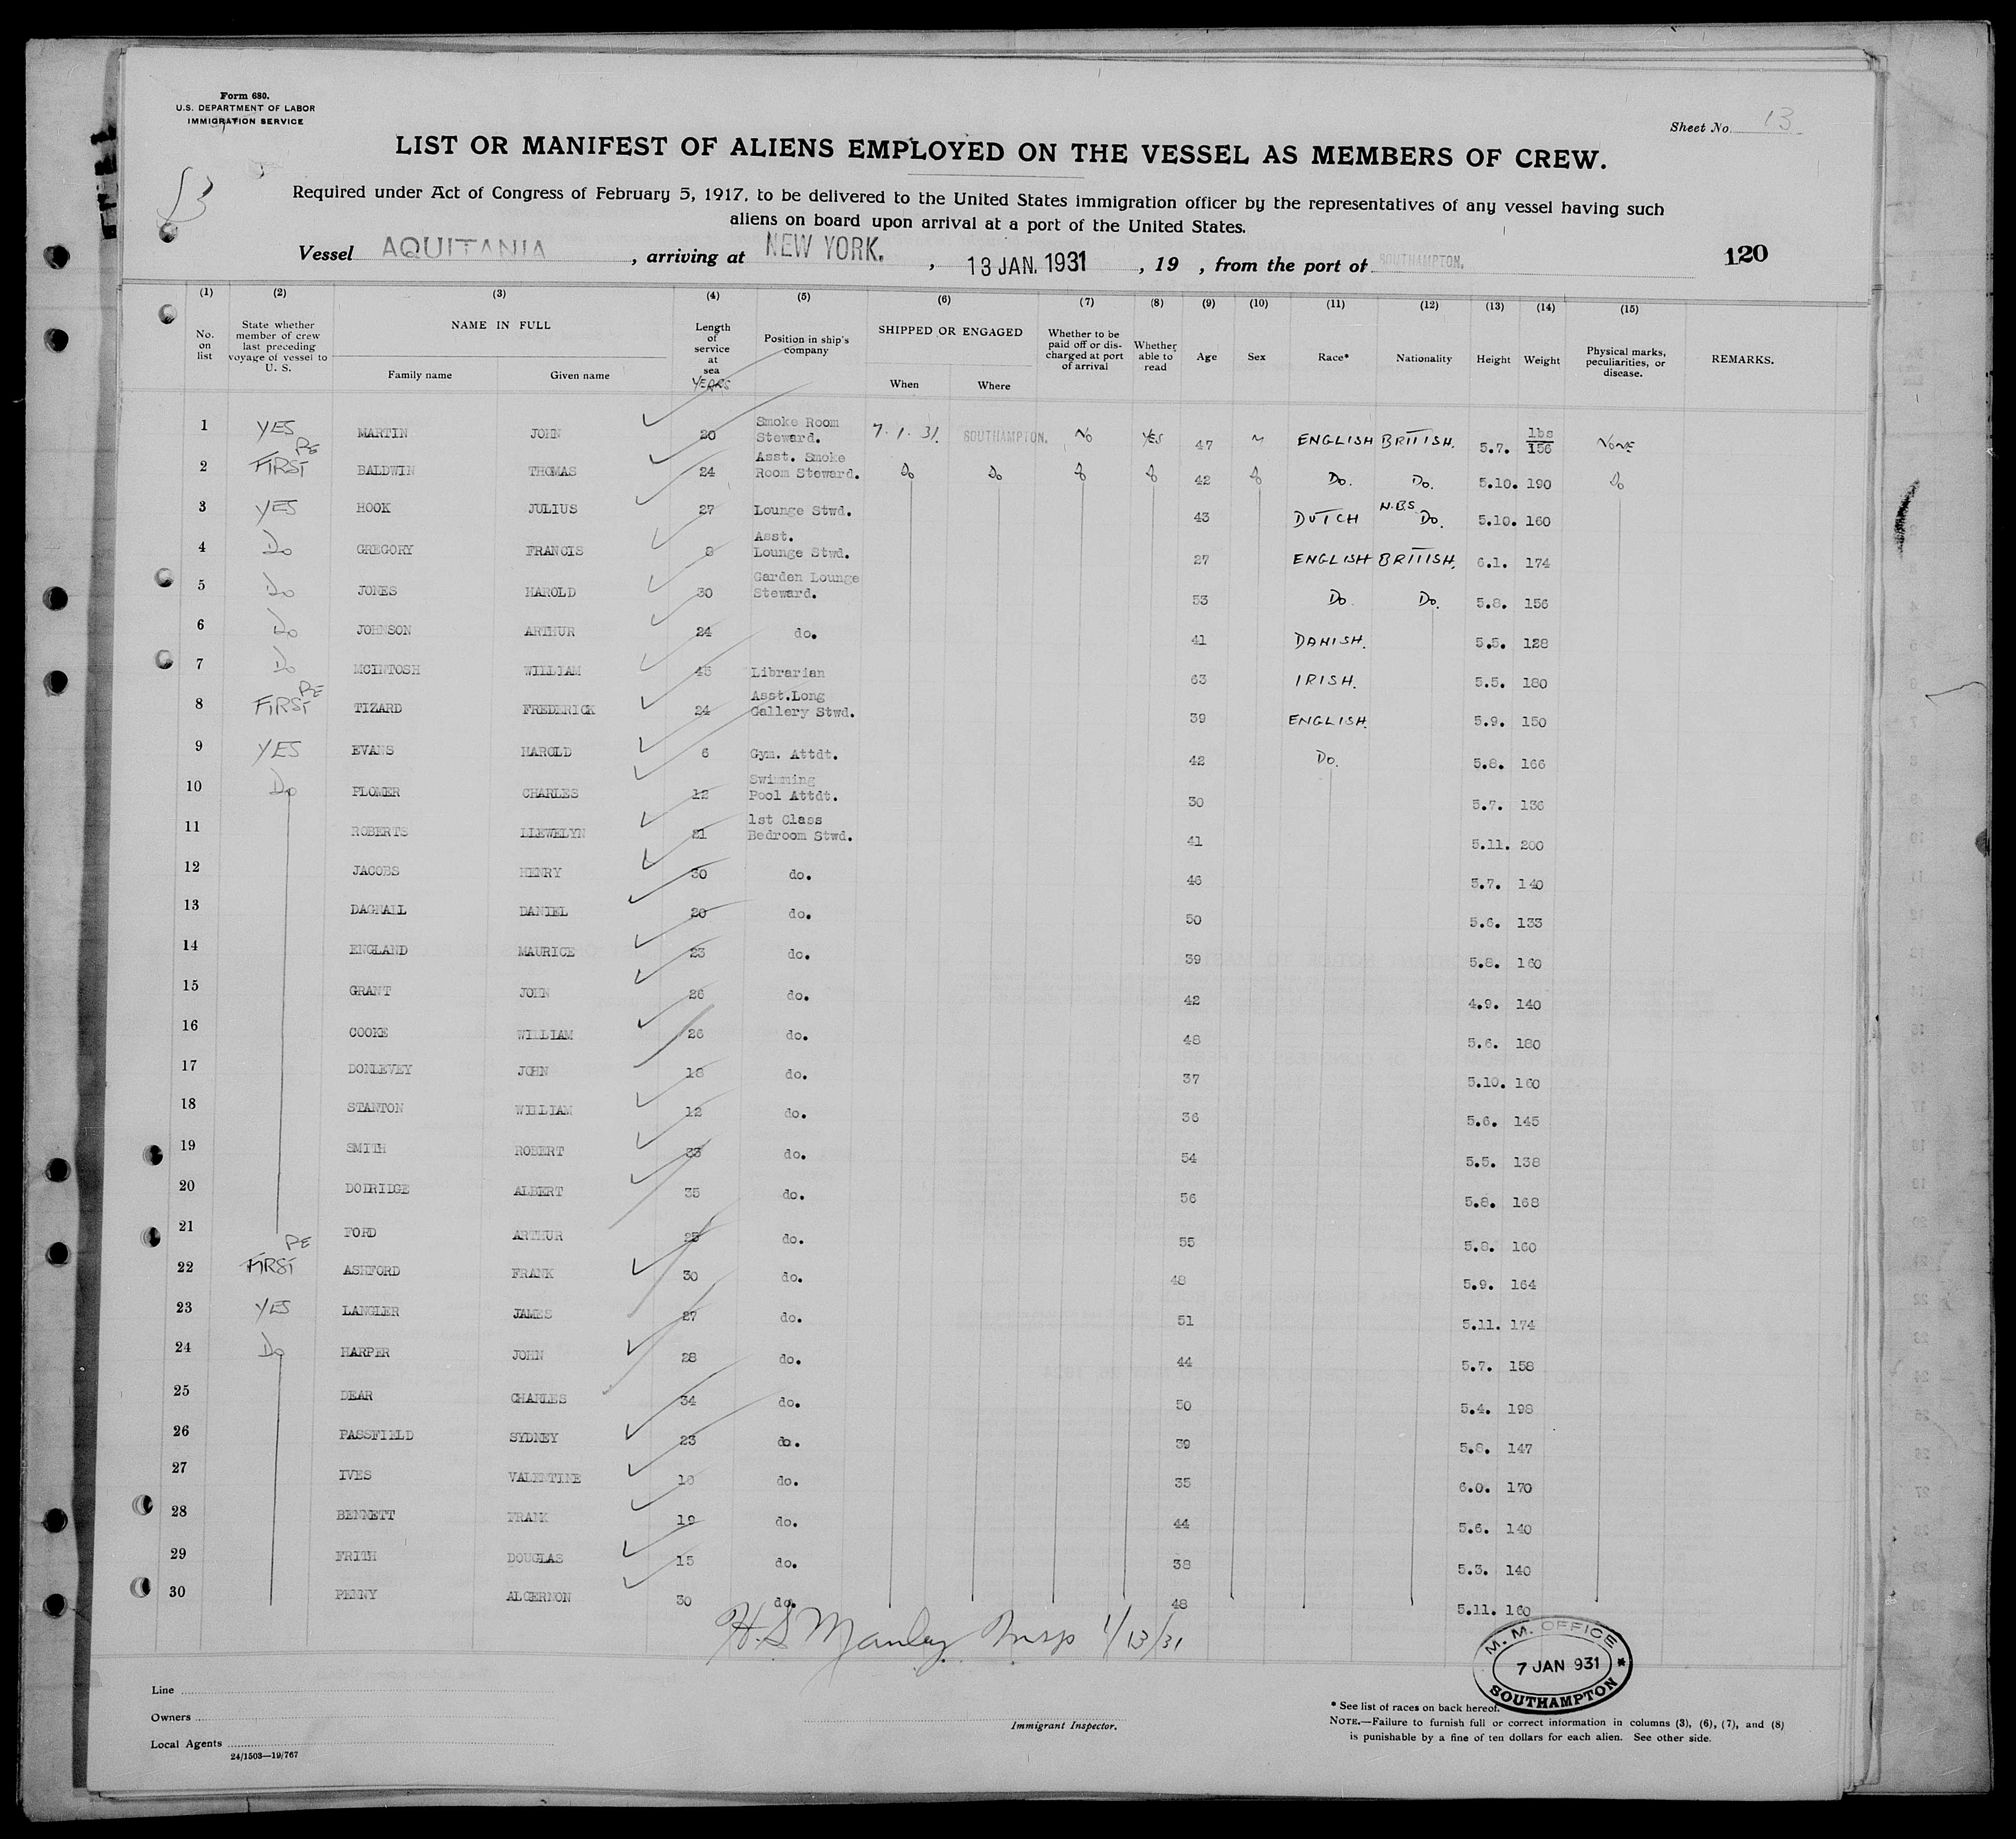 Form 680.
U.S. DEPARTMENT OF LABOR
IMMIGRATION SERVICE
Sheet No. 13
LIST OR MANIFEST OF ALIENS EMPLOYED ON THE VESSEL AS MEMBERS OF CREW.
Required under Act of Congress of February 5, 1917, to be delivered to the United States immigration officer by the representatives of any vessel having such
aliens on board upon arrival at a port of the United States.
Vessel AQUITANIA, arriving at NEW YORK., 13 JAN. 1931, 19 , from the port of SOUTHAMPTON. 120
(1) (2) (3) (4) (5) (6) (7) (8) (9) (10) (11) (12) (13) (14) (15)
No. on list State whether member of crew last preceding voyage of vessel to U. S. NAME IN FULL Family name Given name Length of service at sea YEARS Position in ship's company SHIPPED OR ENGAGED When Where Whether to be paid off or discharged at port of arrival Whether able to read Age Sex Race* Nationality Height Weight Physical marks, peculiarities, or disease. REMARKS.
1 YES MARTIN JOHN 20 Smoke Room Steward. 7.1.31. SOUTHAMPTON. No YES 47 M ENGLISH BRITISH. 5.7. lbs 156 NONE
2 RE FIRST BALDWIN THOMAS 24 Asst. Smoke Room Steward. Do Do Do Do 42 Do Do. Do. 5.10. 190 Do
3 YES HOOK JULIUS 27 Lounge Stwd. 43 DUTCH N.B.S. Do. 5.10. 160
4 Do GREGORY FRANCIS 8 Asst. Lounge Stwd. 27 ENGLISH BRITISH. 6.1. 174
5 Do JONES HAROLD 30 Garden Lounge Steward. 53 Do Do. 5.8. 156
6 Do JOHNSON ARTHUR 24 do. 41 DANISH. 5.5. 128
7 Do MCINTOSH WILLIAM 45 Librarian 63 IRISH. 5.5. 180
8 RE FIRST TIZARD FREDERICK 24 Asst.Long Gallery Stwd. 39 ENGLISH. 5.9. 150
9 YES EVANS HAROLD 6 Gym. Attdt. 42 Do. 5.8. 166
10 Do PLOMER CHARLES 12 Swimming Pool Attdt. 30 5.7. 136
11 ROBERTS LLEWELYN 21 1st Class Bedroom Stwd. 41 5.11. 200
12 JACOBS HENRY 30 do. 46 5.7. 140
13 DAGNALL DANIEL 20 do. 50 5.6. 133
14 ENGLAND MAURICE 23 do. 39 5.8. 160
15 GRANT JOHN 26 do. 42 4.9. 140
16 COOKE WILLIAM 26 do. 48 5.6. 180
17 DONLEVEY JOHN 18 do. 37 5.10. 160
18 STANTON WILLIAM 12 do. 36 5.6. 145
19 SMITH ROBERT 33 do. 54 5.5. 138
20 DODRIDGE ALBERT 35 do. 56 5.8. 168
21 FORD ARTHUR 25 do. 55 5.8. 160
22 RE FIRST ASHFORD FRANK 30 do. 48 5.9. 164
23 YES LANGLER JAMES 27 do. 51 5.11. 174
24 Do HARPER JOHN 28 do. 44 5.7. 158
25 DEAR CHARLES 34 do. 50 5.4. 198
26 PASSFIELD SYDNEY 23 do. 39 5.8. 147
27 IVES VALENTINE 10 do. 35 6.0. 170
28 BENNETT FRANK 19 do. 44 5.6. 140
29 FRITH DOUGLAS 15 do. 38 5.3. 140
30 PENNY ALGERNON 30 do. 48 5.11. 160
H.S Manley Insp 1/13/31
M. M. OFFICE
7 JAN 931
SOUTHAMPTON
Line
Owners
Local Agents
24/1503—19/767
Immigrant Inspector.
* See list of races on back hereof.
NOTE.—Failure to furnish full or correct information in columns (3), (6), (7), and (8)
is punishable by a fine of ten dollars for each alien. See other side.